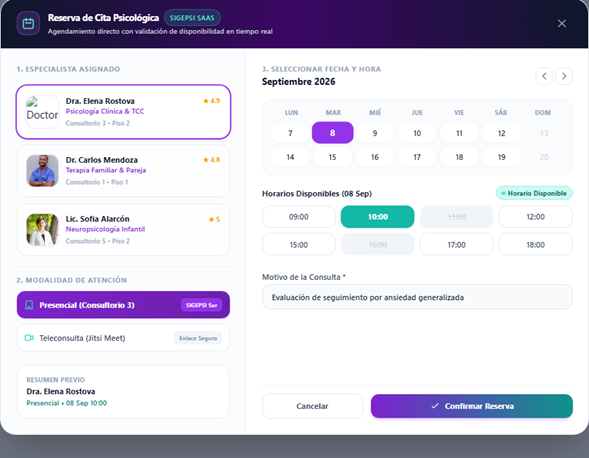 Reserva de Cita Psicológica SIGEPSI SAAS
Agendamiento directo con validación de disponibilidad en tiempo real
1. ESPECIALISTA ASIGNADO
Doctor
Dra. Elena Rostova
★ 4.9
Psicología Clínica & TCC
Consultorio 3 • Piso 2
Dr. Carlos Mendoza
★ 4.8
Terapia Familiar & Pareja
Consultorio 1 • Piso 1
Lic. Sofía Alarcón
★ 5
Neuropsicología Infantil
Consultorio 5 • Piso 2
2. MODALIDAD DE ATENCIÓN
Presencial (Consultorio 3) SIGEPSI Sur
Teleconsulta (Jitsi Meet) Enlace Seguro
RESUMEN PREVIO
Dra. Elena Rostova
Presencial • 08 Sep 10:00
3. SELECCIONAR FECHA Y HORA
Septiembre 2026
LUN MAR MIÉ JUE VIE SÁB DOM
7 8 9 10 11 12 13
14 15 16 17 18 19 20
Horarios Disponibles (08 Sep) Horario Disponible
09:00 10:00 11:00 12:00
15:00 16:00 17:00 18:00
Motivo de la Consulta *
Evaluación de seguimiento por ansiedad generalizada
Cancelar
✓ Confirmar Reserva